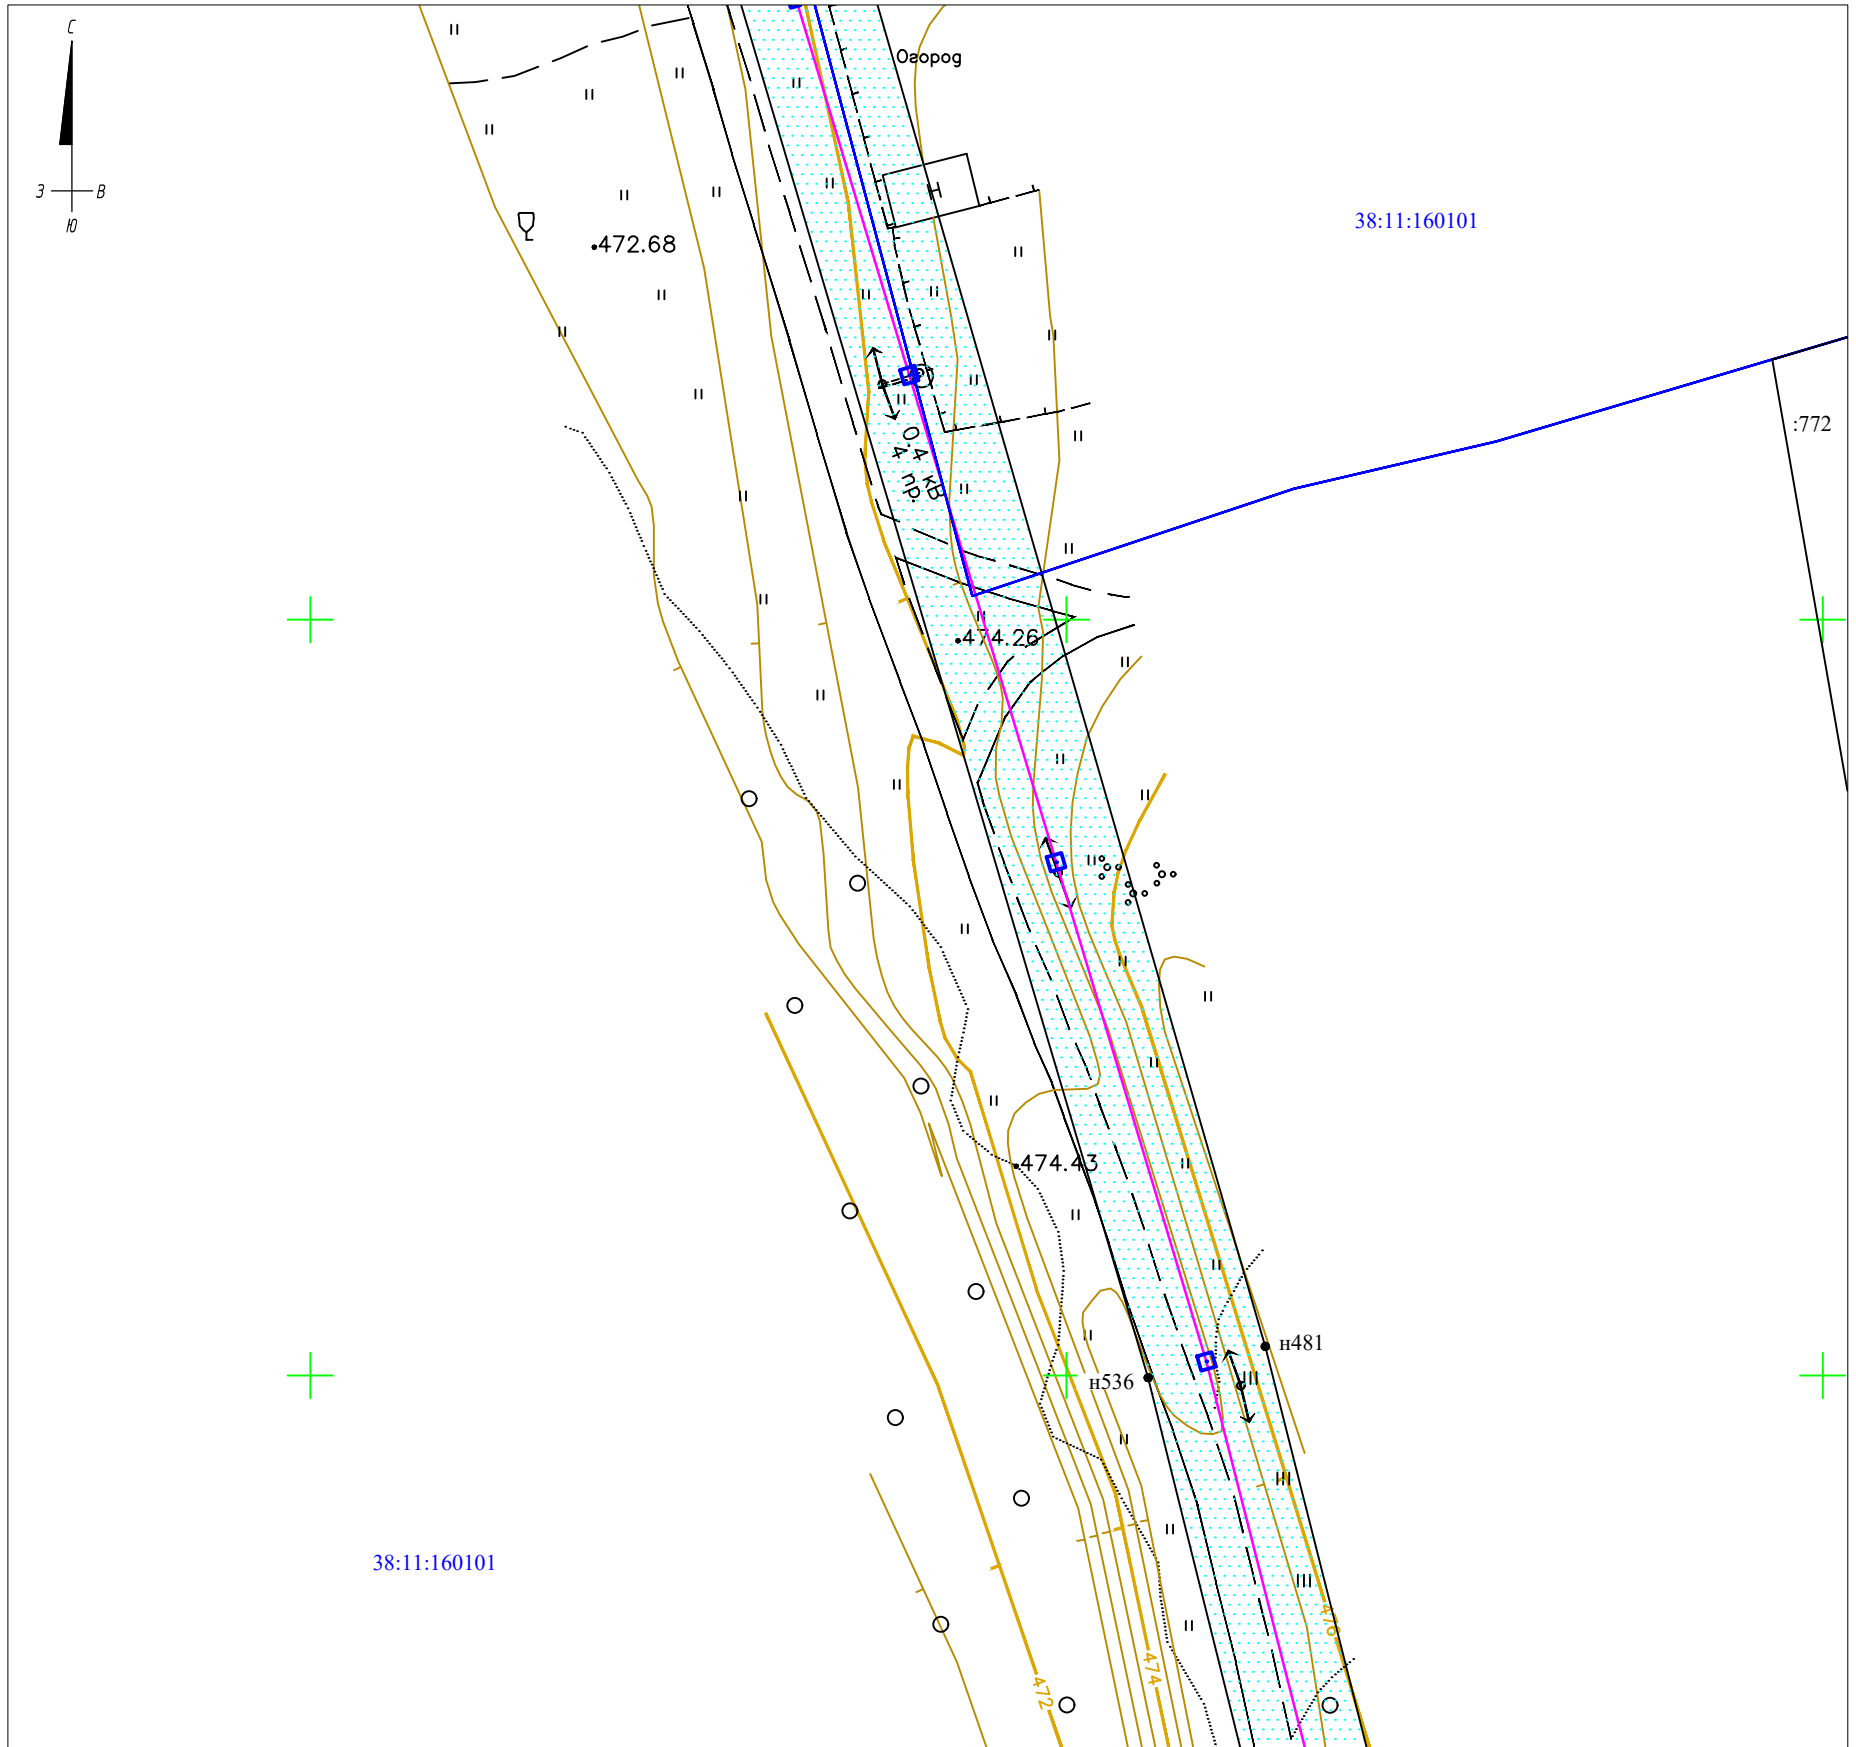 С
Огород
З В
Ю
Н
38:11:160101
472.68
:772
0.4 кВ
4 пр.
474.26
474.43
н481
н536
38:11:160101
476
474
472